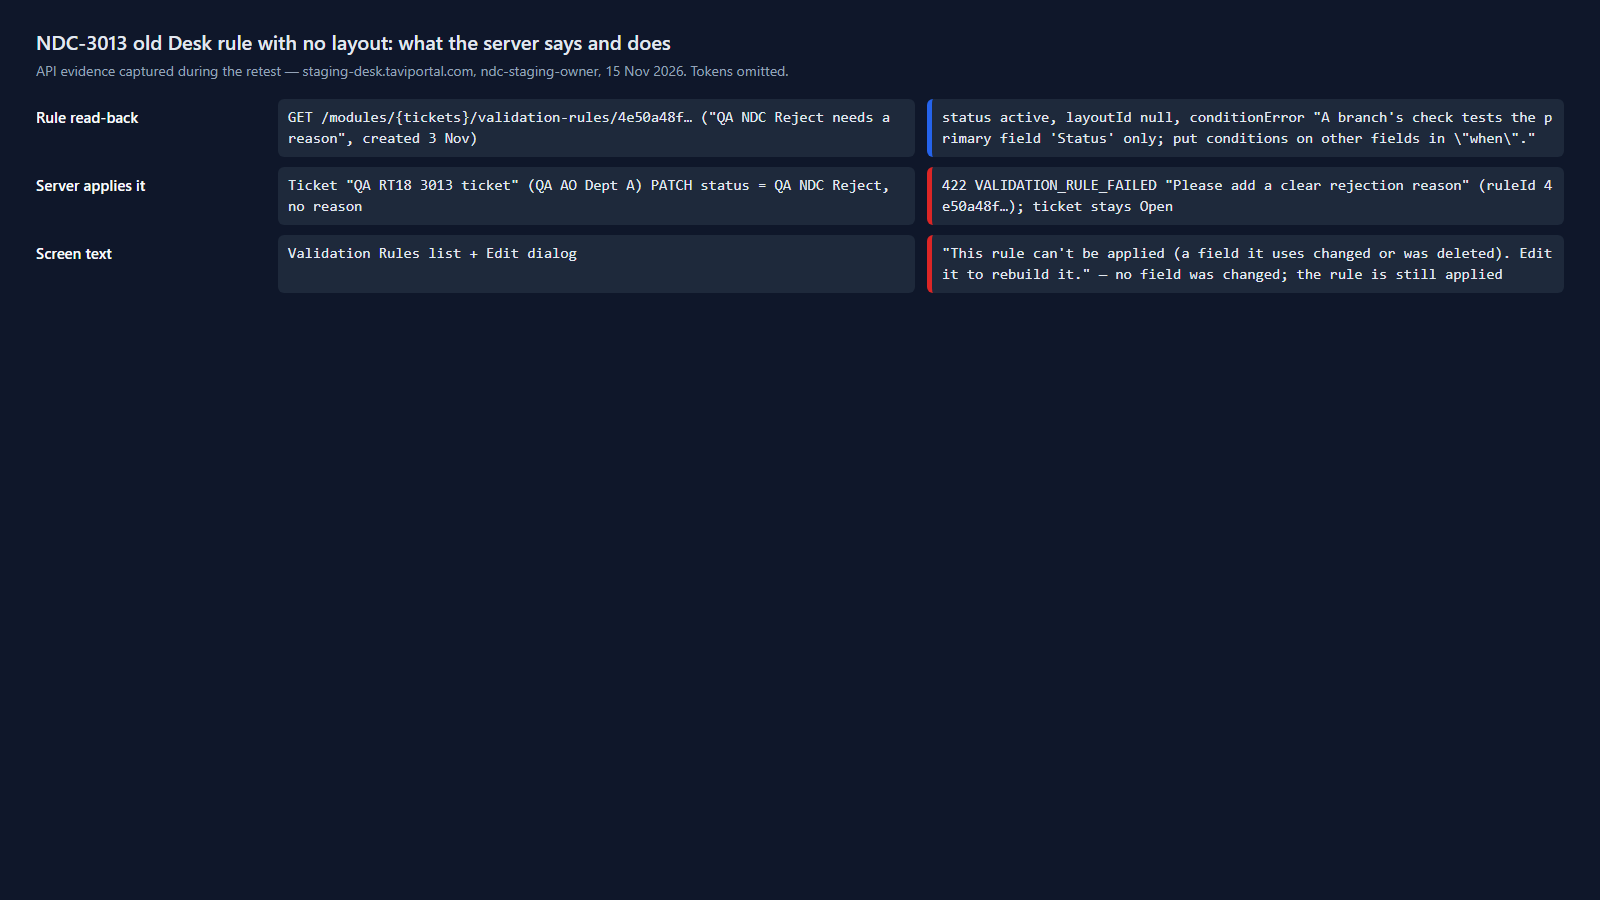 NDC-3013 old Desk rule with no layout: what the server says and does
API evidence captured during the retest — staging-desk.taviportal.com, ndc-staging-owner, 15 Nov 2026. Tokens omitted.
Rule read-back
GET /modules/{tickets}/validation-rules/4e50a48f… ("QA NDC Reject needs a
reason", created 3 Nov)
status active, layoutId null, conditionError "A branch's check tests the p
rimary field 'Status' only; put conditions on other fields in \"when\"."
Server applies it
Ticket "QA RT18 3013 ticket" (QA AO Dept A) PATCH status = QA NDC Reject,
no reason
422 VALIDATION_RULE_FAILED "Please add a clear rejection reason" (ruleId 4
e50a48f…); ticket stays Open
Screen text
Validation Rules list + Edit dialog
"This rule can't be applied (a field it uses changed or was deleted). Edit
it to rebuild it." — no field was changed; the rule is still applied